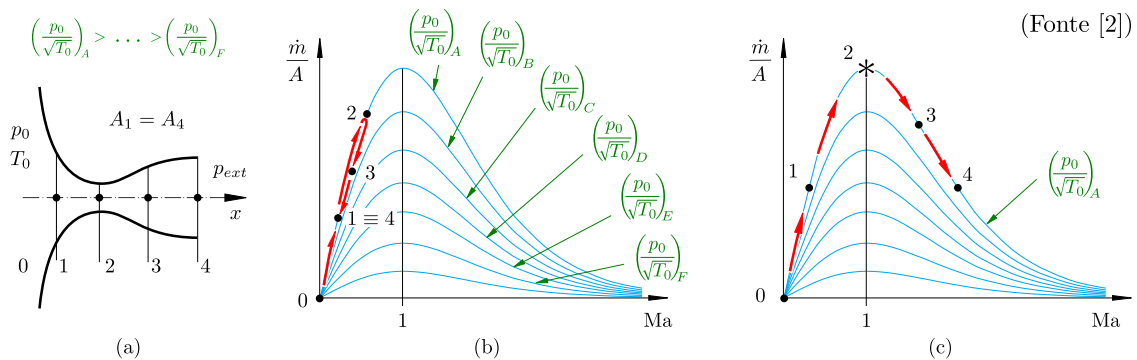 (p0/√T0)A > . . . . > (p0/√T0)F
A1 = A4
p0
T0
pext
x
0 1 2 3 4
(a)
ṁ/A
(p0/√T0)A
(p0/√T0)B
(p0/√T0)C
(p0/√T0)D
(p0/√T0)E
(p0/√T0)F
2
3
1 ≡ 4
0
1
Ma
(b)
(Fonte [2])
ṁ/A
2
3
1
4
(p0/√T0)A
0
1
Ma
(c)